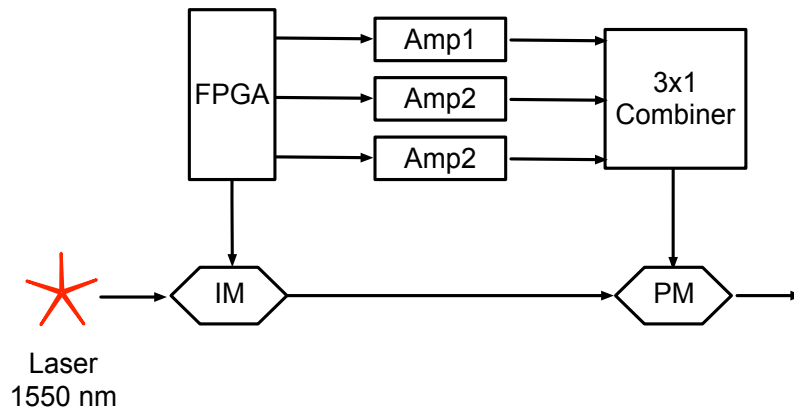 Amp1
FPGA
Amp2
Amp2
3x1
Combiner
IM
PM
Laser
1550 nm